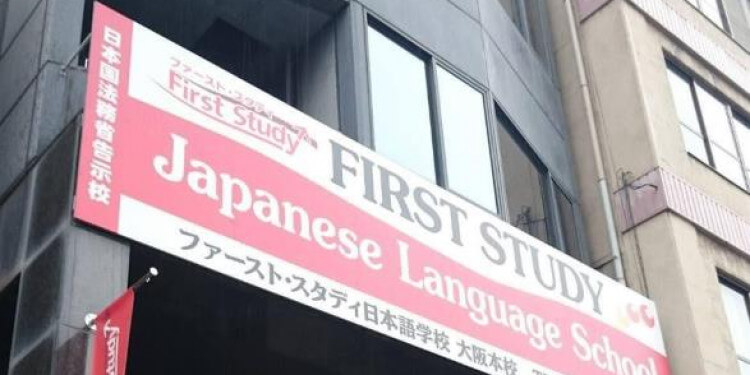 日本国法務省告示校
ファースト・スタディ
First Study
FIRST STUDY
Japanese Language School
ファースト・スタディ日本語学校 大阪本校